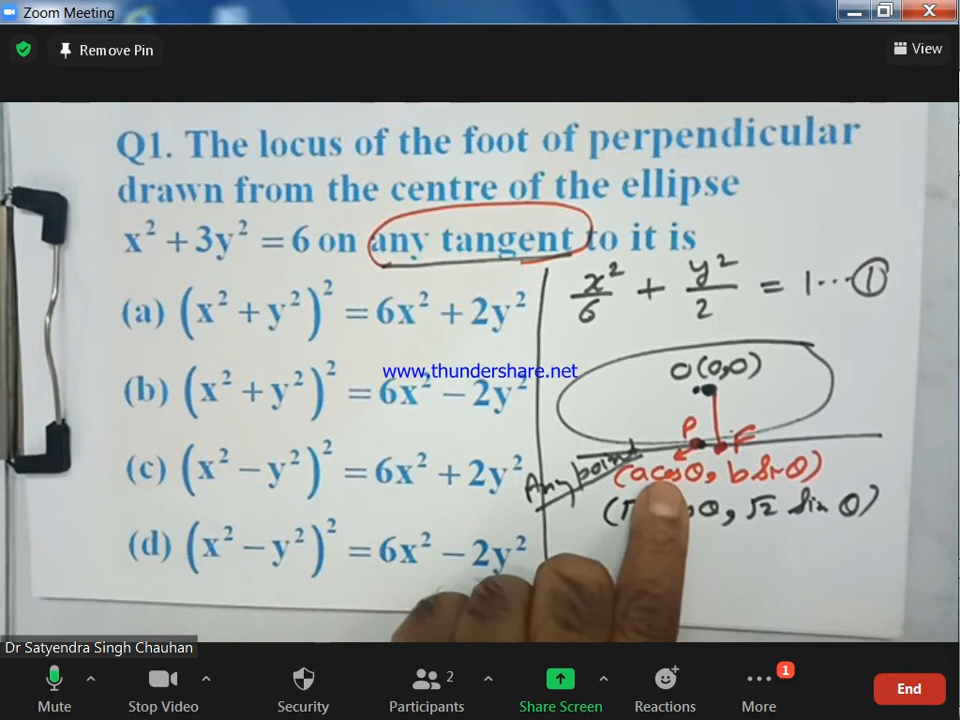 Zoom Meeting
Remove Pin
View
Q1. The locus of the foot of perpendicular
drawn from the centre of the ellipse
x² + 3y² = 6 on any tangent to it is
(a) (x² + y²)² = 6x² + 2y²
(b) (x² + y²)² = 6x² − 2y²
(c) (x² − y²)² = 6x² + 2y²
(d) (x² − y²)² = 6x² − 2y²
x²/6 + y²/2 = 1 ... ①
O(0,0)
www.thundershare.net
P
F
Any point
(a cosθ, b sinθ)
θ, √2 sin θ)
Dr Satyendra Singh Chauhan
Mute
Stop Video
Security
2
Participants
Share Screen
Reactions
1
More
End